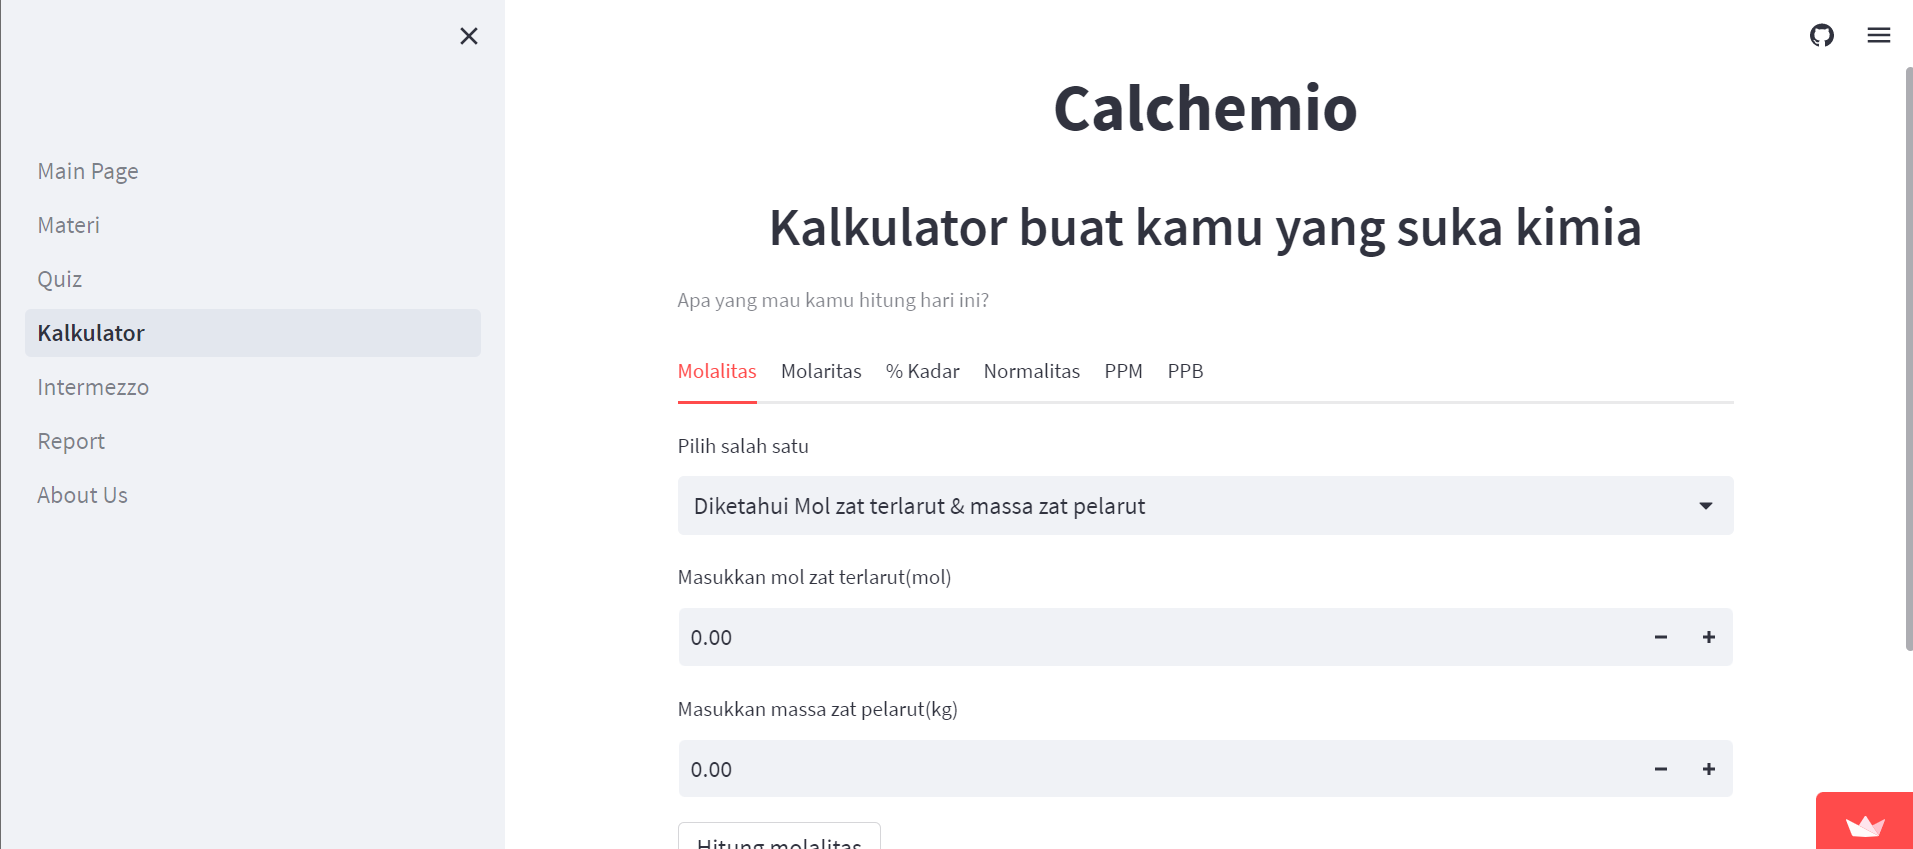 Main Page
Materi
Quiz
Kalkulator
Intermezzo
Report
About Us
Calchemio
Kalkulator buat kamu yang suka kimia
Apa yang mau kamu hitung hari ini?
Molalitas Molaritas % Kadar Normalitas PPM PPB
Pilih salah satu
Diketahui Mol zat terlarut & massa zat pelarut
Masukkan mol zat terlarut(mol)
0.00
Masukkan massa zat pelarut(kg)
0.00
Hitung molalitas